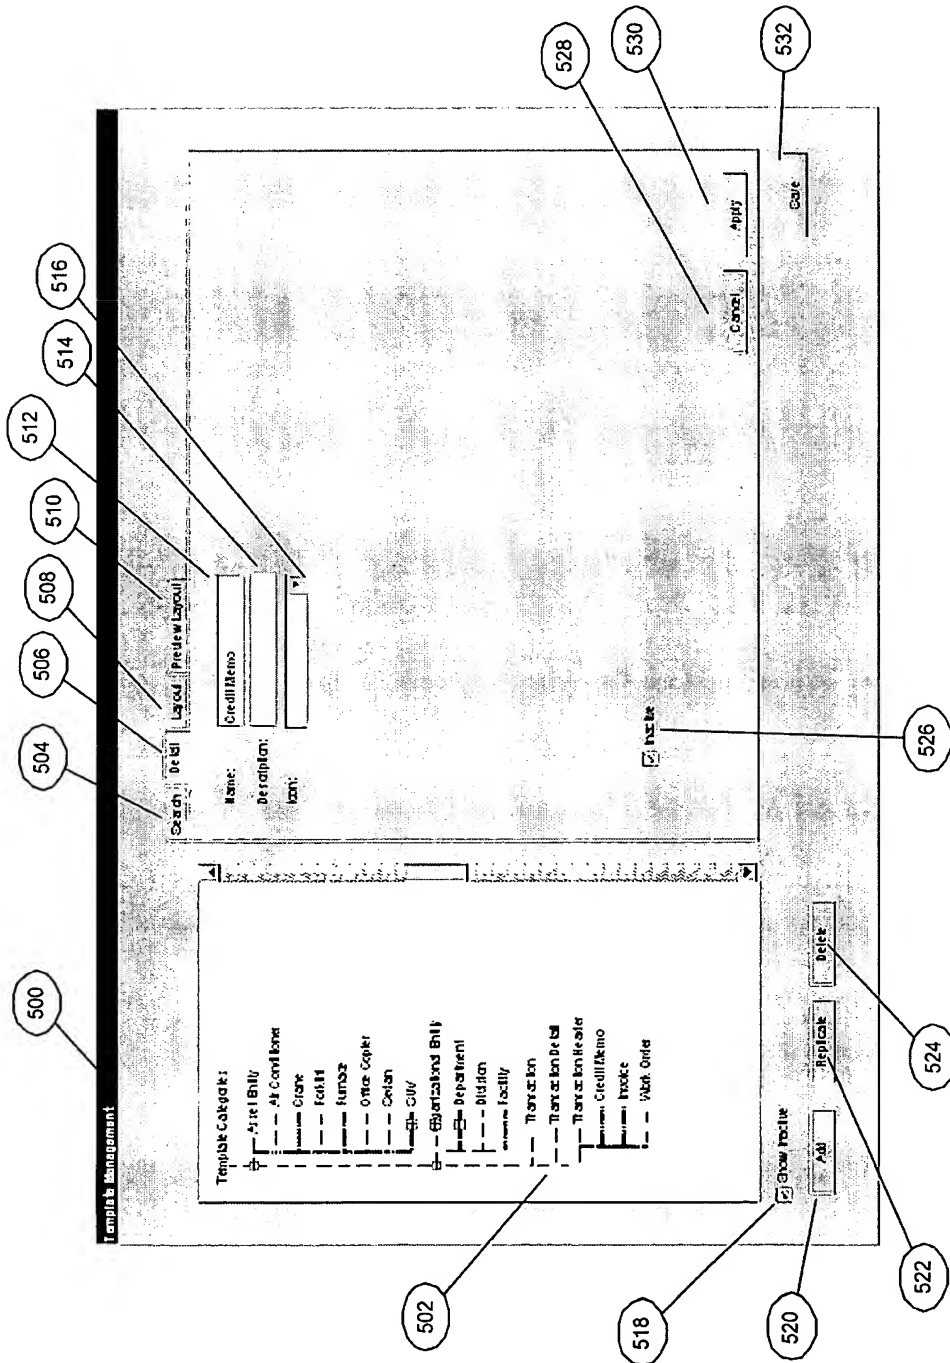 500
504
506
508
510
512
514
516
528
530
532
Template Management
Search
Detail
Layout
Preview Layout
Template Categories
Asset Entity
Air Conditioner
Crane
Forklift
Furnace
Office Copier
Sedan
SUV
Organizational Entity
Department
Division
Facility
Transaction
Transaction Detail
Transaction Header
Credit Memo
Invoice
Work Order
Name:
Credit Memo
Description:
Icon:
Inactive
Cancel
Apply
Show Inactive
Add
Replicate
Delete
Save
502
518
520
522
524
526